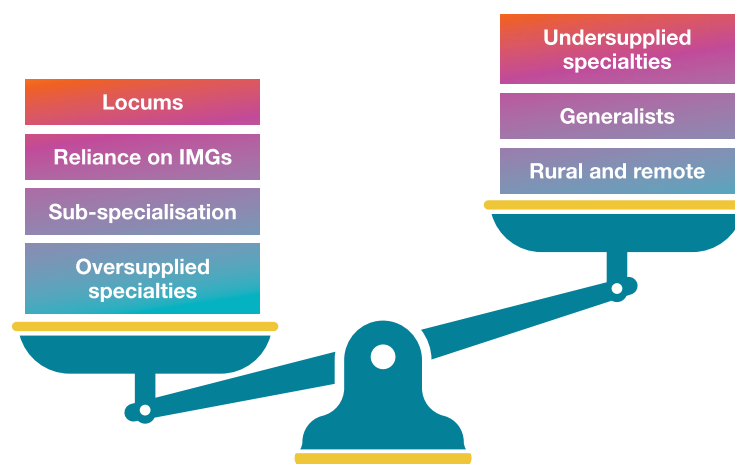 Locums
Reliance on IMGs
Sub-specialisation
Oversupplied
specialties
Undersupplied
specialties
Generalists
Rural and remote